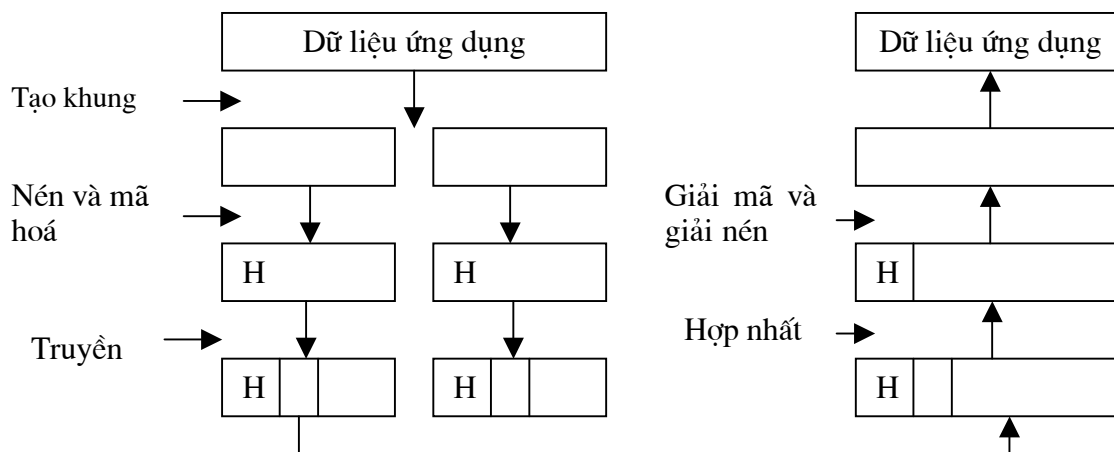 Dữ liệu ứng dụng
Tạo khung
Nén và mã
hoá
H
H
Truyền
H
H
Dữ liệu ứng dụng
Giải mã và
giải nén
H
Hợp nhất
H